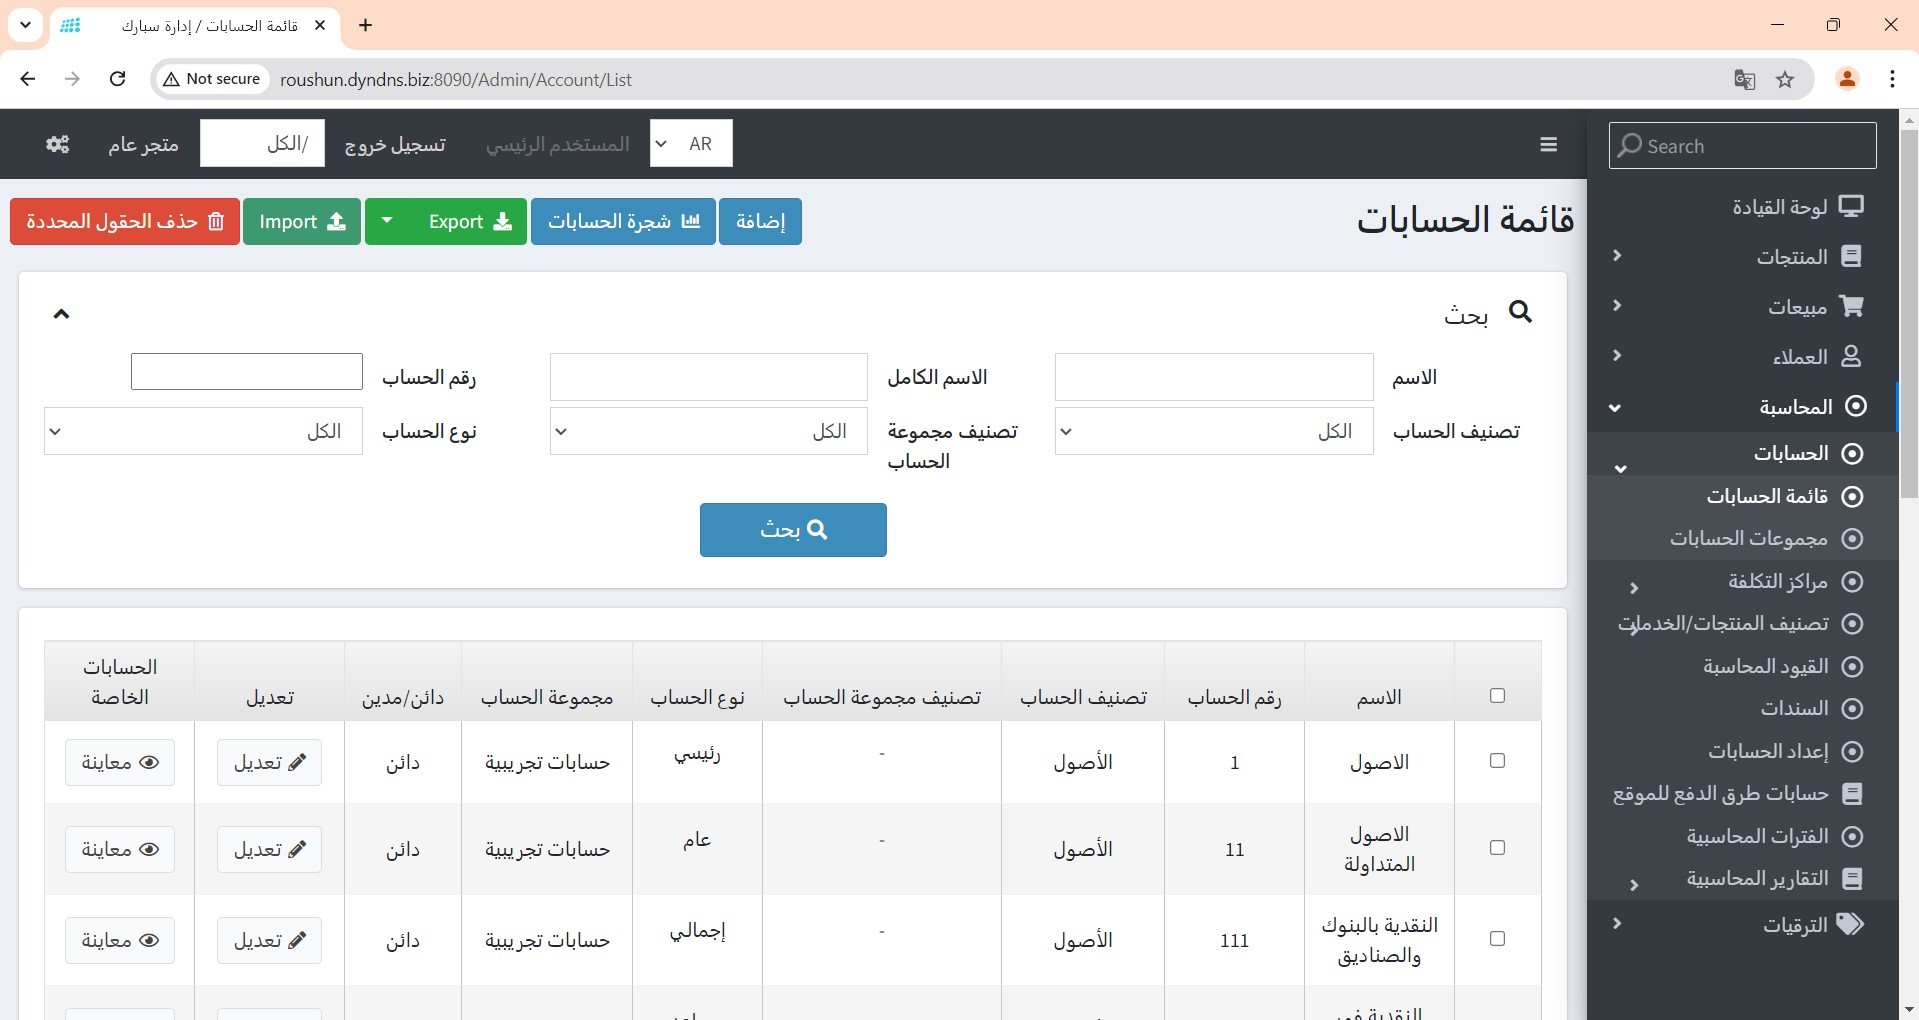 قائمة الحسابات / إدارة سبارك
Not secure
roushun.dyndns.biz:8090/Admin/Account/List
Search
AR
المستخدم الرئيسي
تسجيل خروج
/الكل
متجر عام
لوحة القيادة
المنتجات
مبيعات
العملاء
المحاسبة
الحسابات
قائمة الحسابات
مجموعات الحسابات
مراكز التكلفة
تصنيف المنتجات/الخدمات
القيود المحاسبة
السندات
إعداد الحسابات
حسابات طرق الدفع للموقع
الفترات المحاسبية
التقارير المحاسبية
الترقيات
قائمة الحسابات
إضافة
شجرة الحسابات
Export
Import
حذف الحقول المحددة
بحث
الاسم
الاسم الكامل
رقم الحساب
تصنيف الحساب
الكل
تصنيف مجموعة
الحساب
الكل
نوع الحساب
الكل
بحث
الاسم
رقم الحساب
تصنيف الحساب
تصنيف مجموعة الحساب
نوع الحساب
مجموعة الحساب
دائن/مدين
تعديل
الحسابات
الخاصة
الاصول
1
الأصول
-
رئيسي
حسابات تجريبية
دائن
تعديل
معاينة
الاصول
المتداولة
11
الأصول
-
عام
حسابات تجريبية
دائن
تعديل
معاينة
النقدية بالبنوك
والصناديق
111
الأصول
-
إجمالي
حسابات تجريبية
دائن
تعديل
معاينة
النقدية في